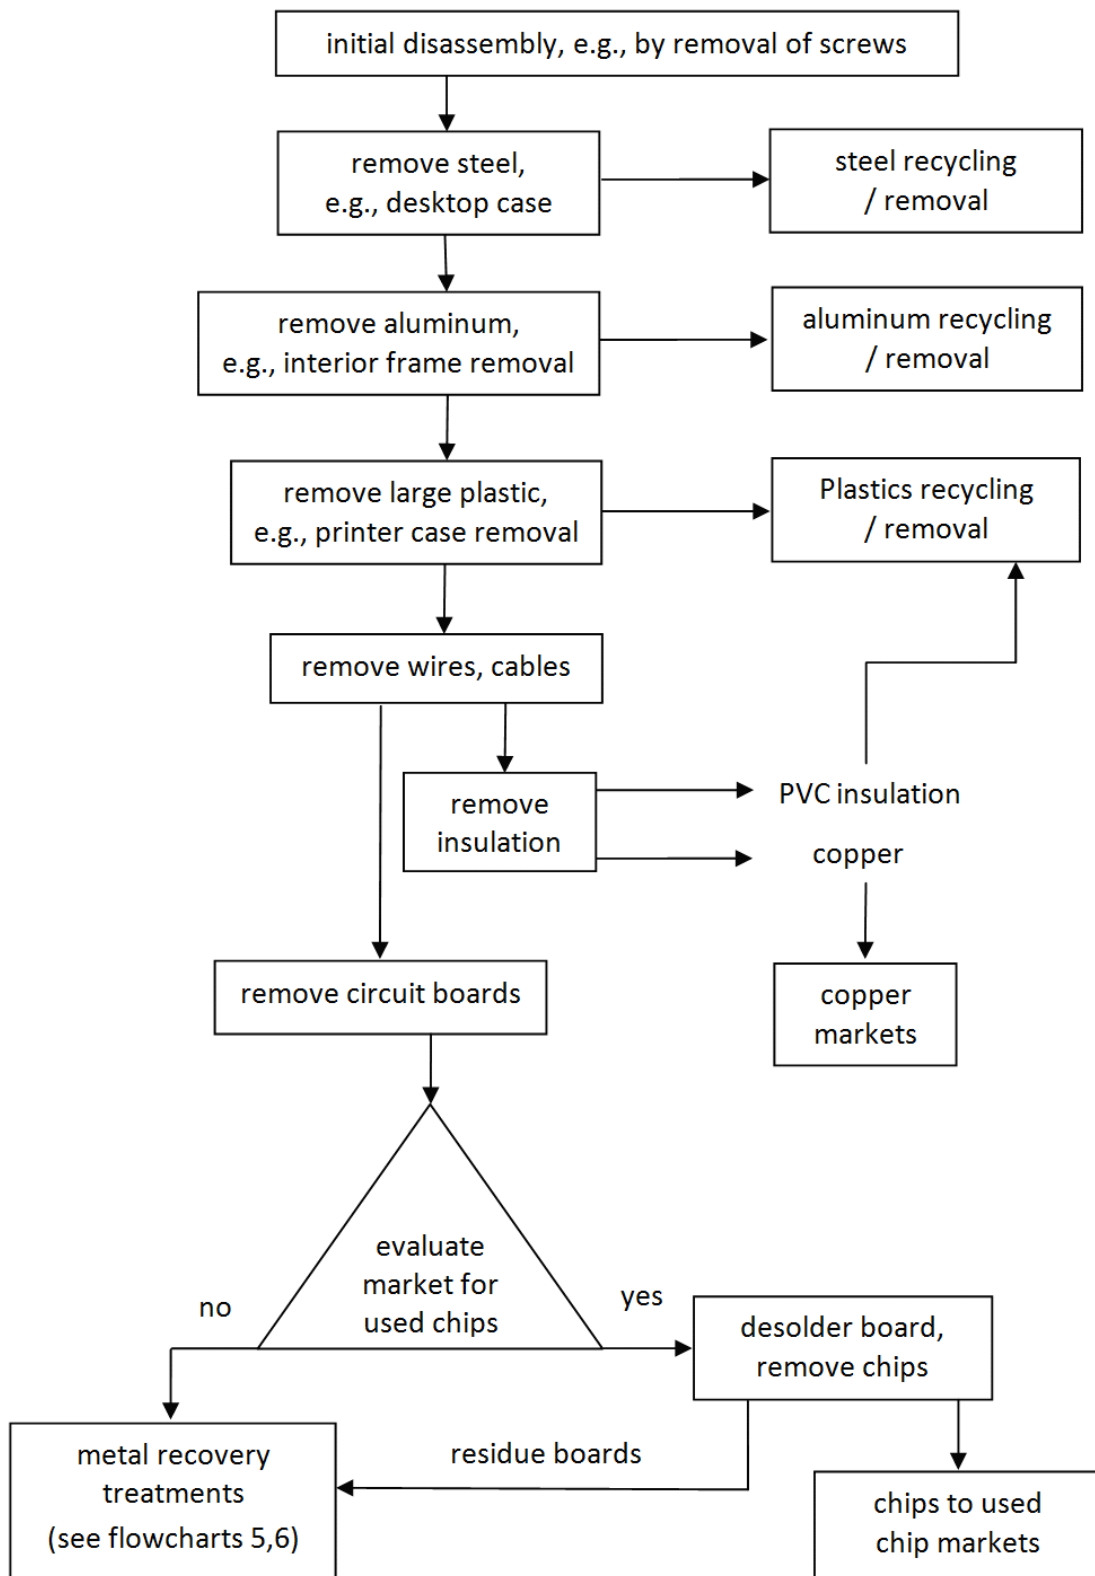 initial disassembly, e.g., by removal of screws
remove steel,
e.g., desktop case
steel recycling
/ removal
remove aluminum,
e.g., interior frame removal
aluminum recycling
/ removal
remove large plastic,
e.g., printer case removal
Plastics recycling
/ removal
remove wires, cables
remove
insulation
PVC insulation
copper
remove circuit boards
copper
markets
evaluate
market for
used chips
no
yes
desolder board,
remove chips
metal recovery
treatments
(see flowcharts 5,6)
residue boards
chips to used
chip markets